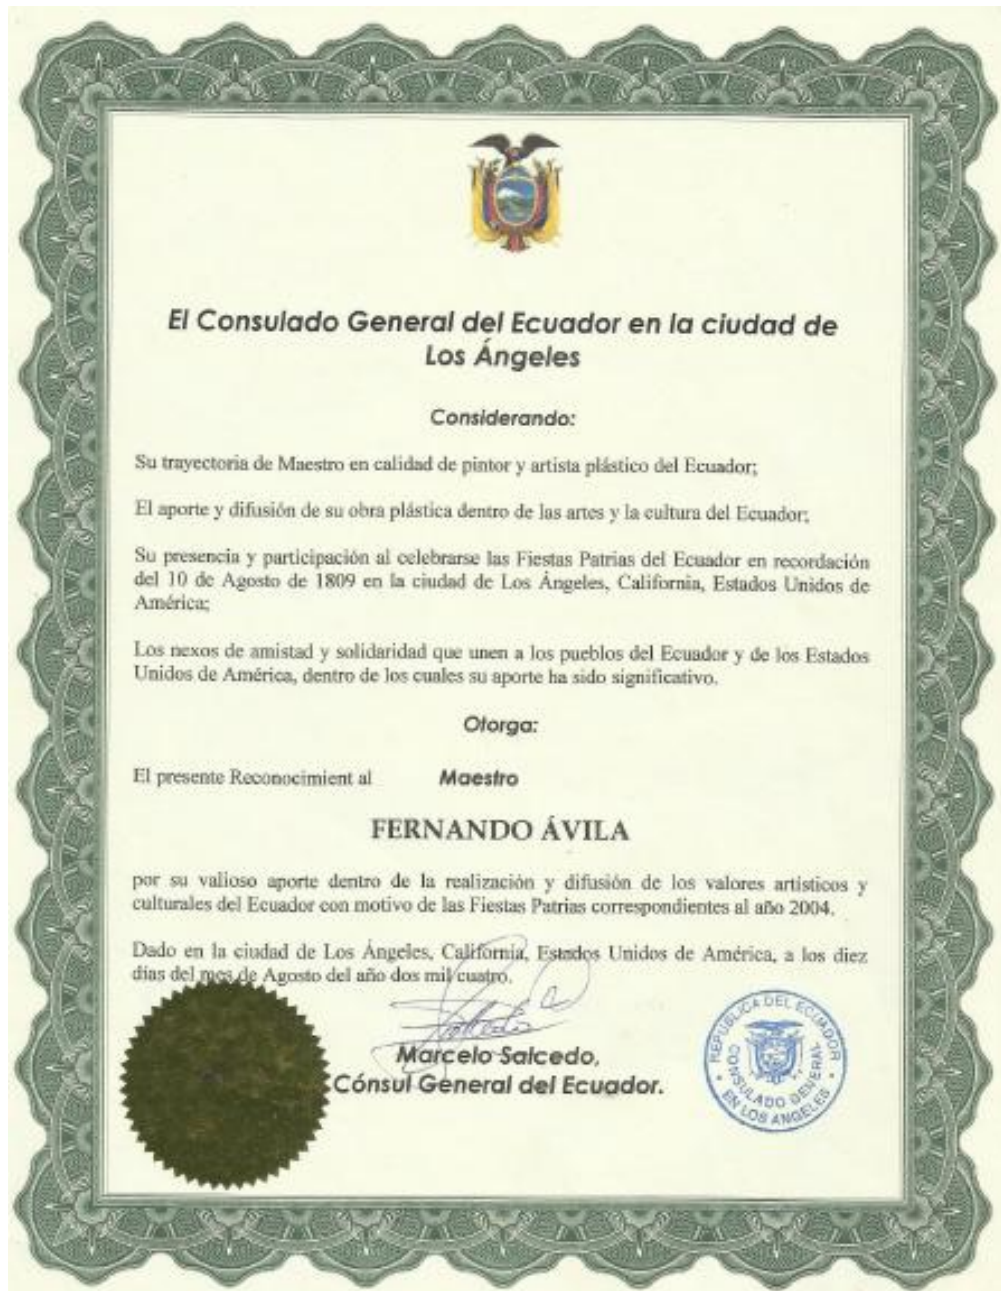 El Consulado General del Ecuador en la ciudad de
Los Ángeles
Considerando:
Su trayectoria de Maestro en calidad de pintor y artista plástico del Ecuador;
El aporte y difusión de su obra plástica dentro de las artes y la cultura del Ecuador;
Su presencia y participación al celebrarse las Fiestas Patrias del Ecuador en recordación
del 10 de Agosto de 1809 en la ciudad de Los Ángeles, California, Estados Unidos de
América;
Los nexos de amistad y solidaridad que unen a los pueblos del Ecuador y de los Estados
Unidos de América, dentro de los cuales su aporte ha sido significativo.
Otorga:
El presente Reconocimient al Maestro
FERNANDO ÁVILA
por su valioso aporte dentro de la realización y difusión de los valores artísticos y
culturales del Ecuador con motivo de las Fiestas Patrias correspondientes al año 2004.
Dado en la ciudad de Los Ángeles, California, Estados Unidos de América, a los diez
días del mes de Agosto del año dos mil cuatro.
Marcelo Salcedo,
Cónsul General del Ecuador.
REPUBLICA DEL ECUADOR
CONSULADO GENERAL
EN LOS ANGELES